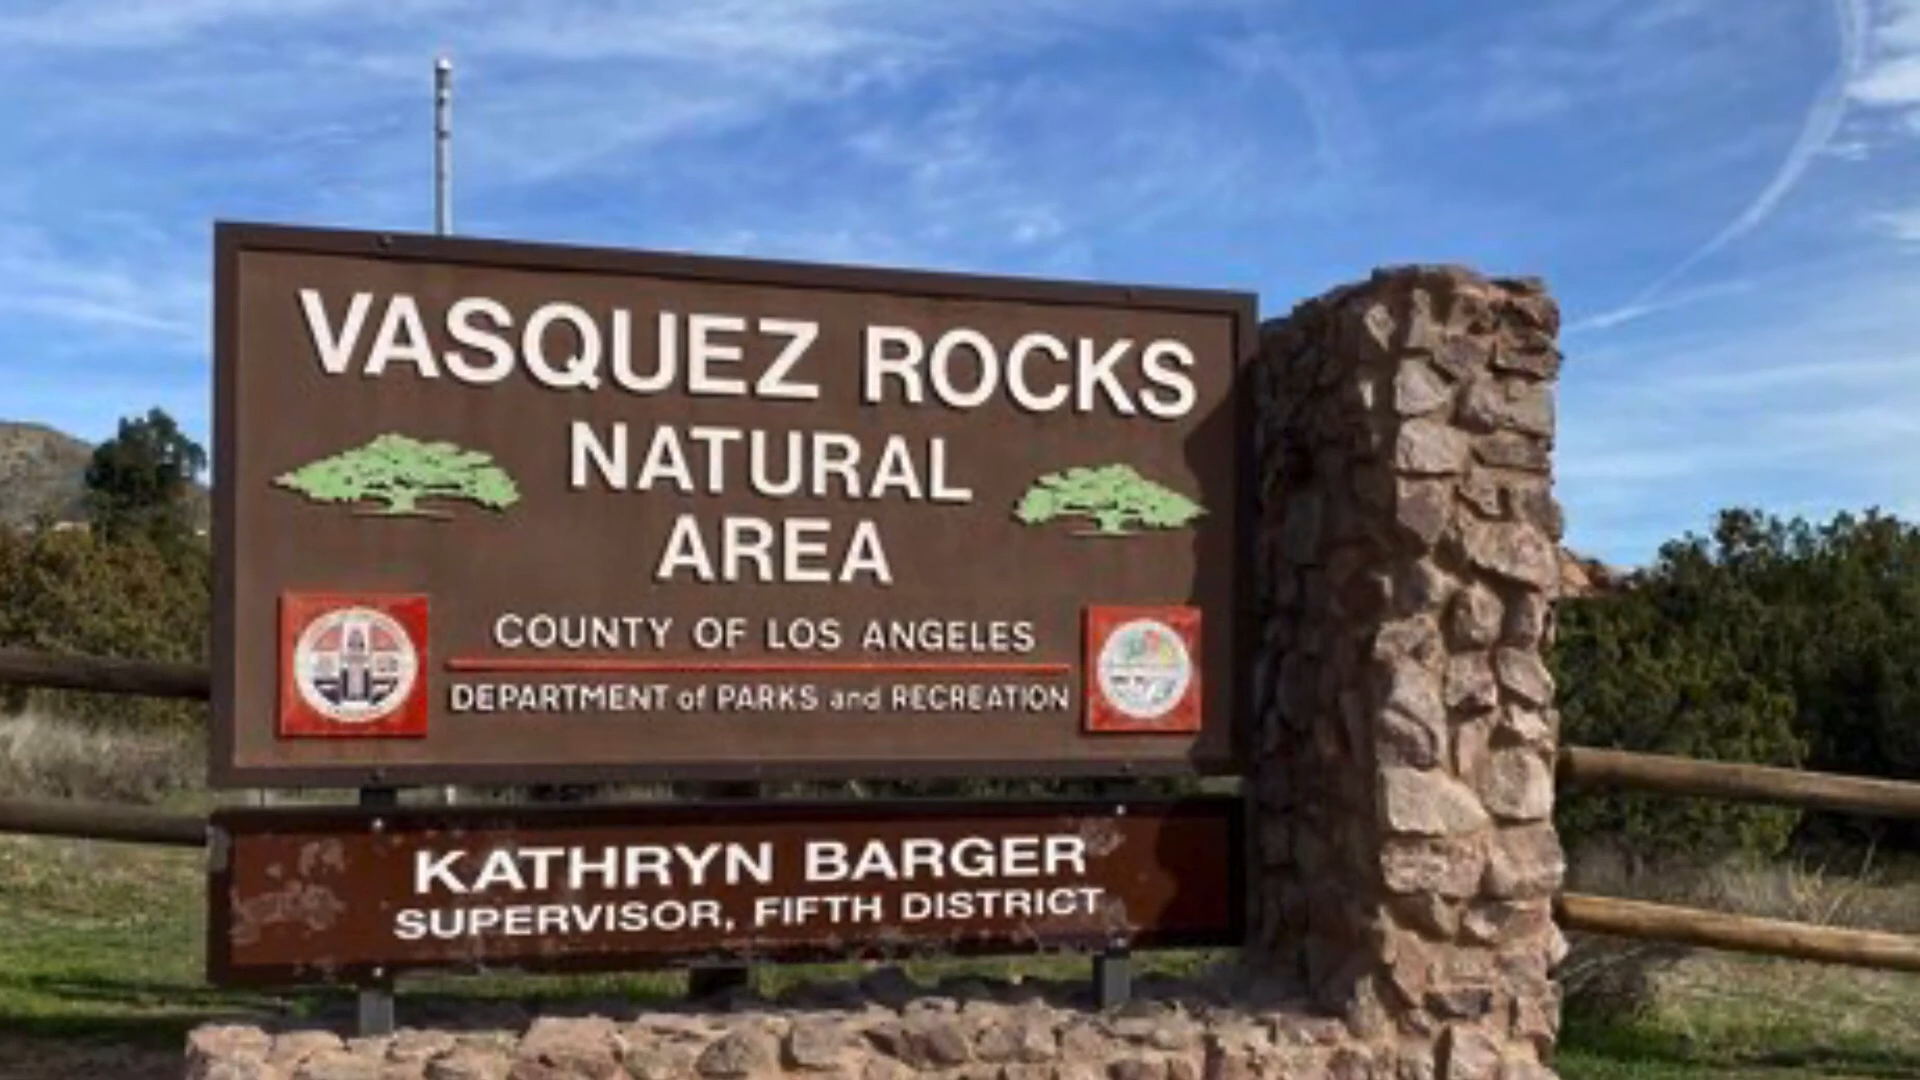 VASQUEZ ROCKS
NATURAL
AREA
COUNTY OF LOS ANGELES
DEPARTMENT of PARKS and RECREATION
KATHRYN BARGER
SUPERVISOR, FIFTH DISTRICT